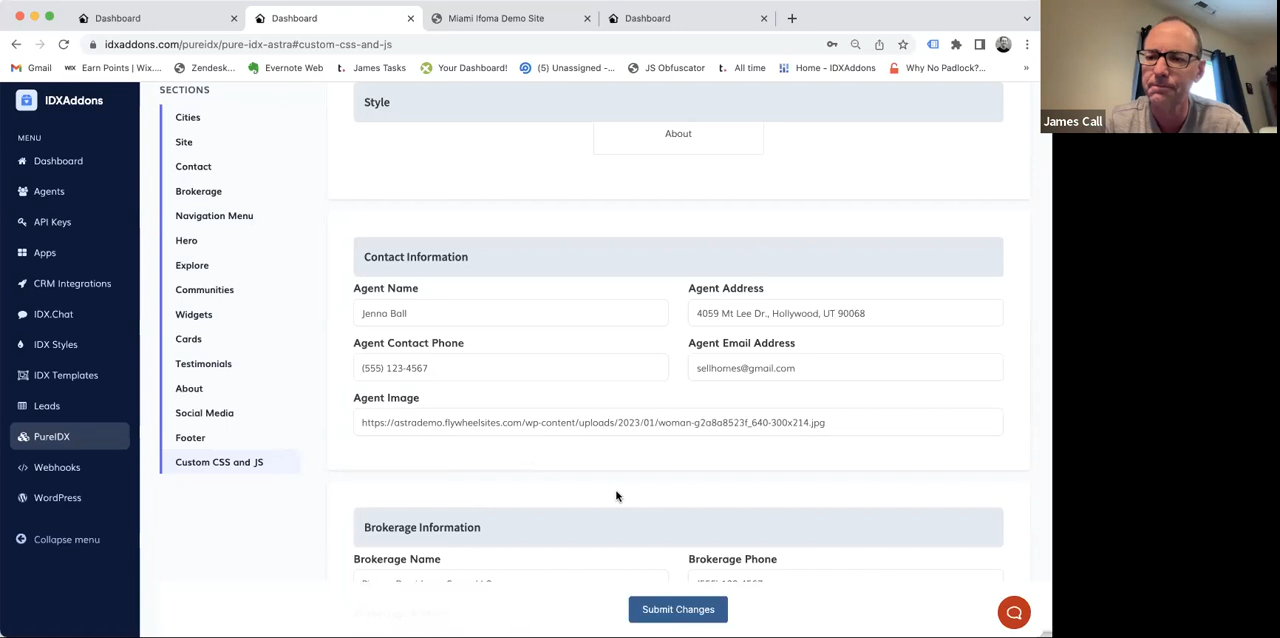 Dashboard
Dashboard
Miami Ifoma Demo Site
Dashboard
idxaddons.com/pureidx/pure-idx-astra#custom-css-and-js
Gmail
Earn Points | Wix....
Zendesk...
Evernote Web
James Tasks
Your Dashboard!
(5) Unassigned -...
JS Obfuscator
All time
Home - IDXAddons
Why No Padlock?...
James Call
IDXAddons
MENU
Dashboard
Agents
API Keys
Apps
CRM Integrations
IDX.Chat
IDX Styles
IDX Templates
Leads
PureIDX
Webhooks
WordPress
Collapse menu
SECTIONS
Cities
Site
Contact
Brokerage
Navigation Menu
Hero
Explore
Communities
Widgets
Cards
Testimonials
About
Social Media
Footer
Custom CSS and JS
Style
About
Contact Information
Agent Name
Agent Address
Jenna Ball
4059 Mt Lee Dr., Hollywood, UT 90068
Agent Contact Phone
Agent Email Address
(555) 123-4567
sellhomes@gmail.com
Agent Image
https://astrademo.flywheelsites.com/wp-content/uploads/2023/01/woman-g2a8a8523f_640-300x214.jpg
Brokerage Information
Brokerage Name
Brokerage Phone
Submit Changes